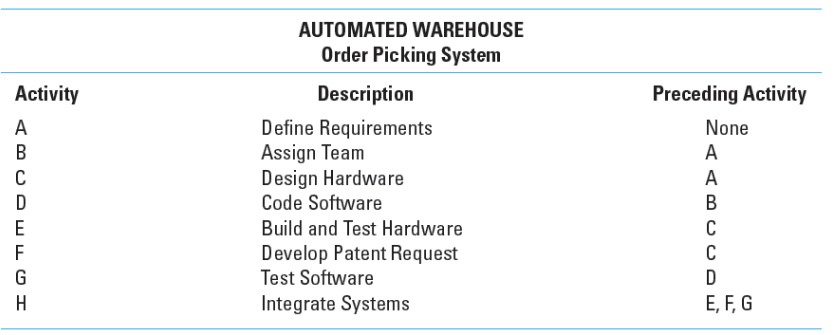 AUTOMATED WAREHOUSE
Order Picking System
Activity Description Preceding Activity
A Define Requirements None
B Assign Team A
C Design Hardware A
D Code Software B
E Build and Test Hardware C
F Develop Patent Request C
G Test Software D
H Integrate Systems E, F, G